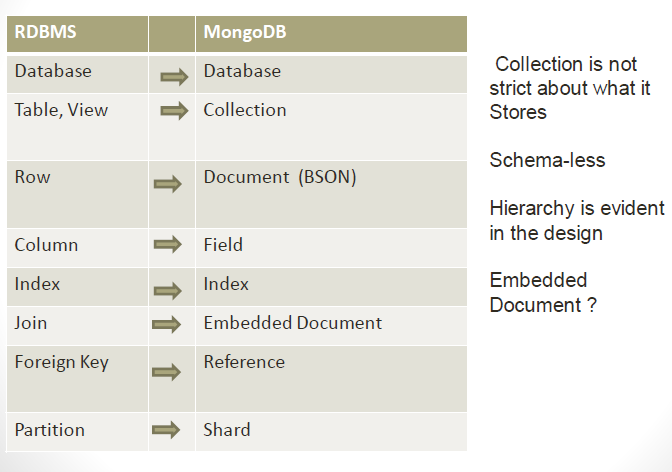 RDBMS MongoDB
Database Database
Table, View Collection
Row Document (BSON)
Column Field
Index Index
Join Embedded Document
Foreign Key Reference
Partition Shard
Collection is not
strict about what it
Stores
Schema-less
Hierarchy is evident
in the design
Embedded
Document ?